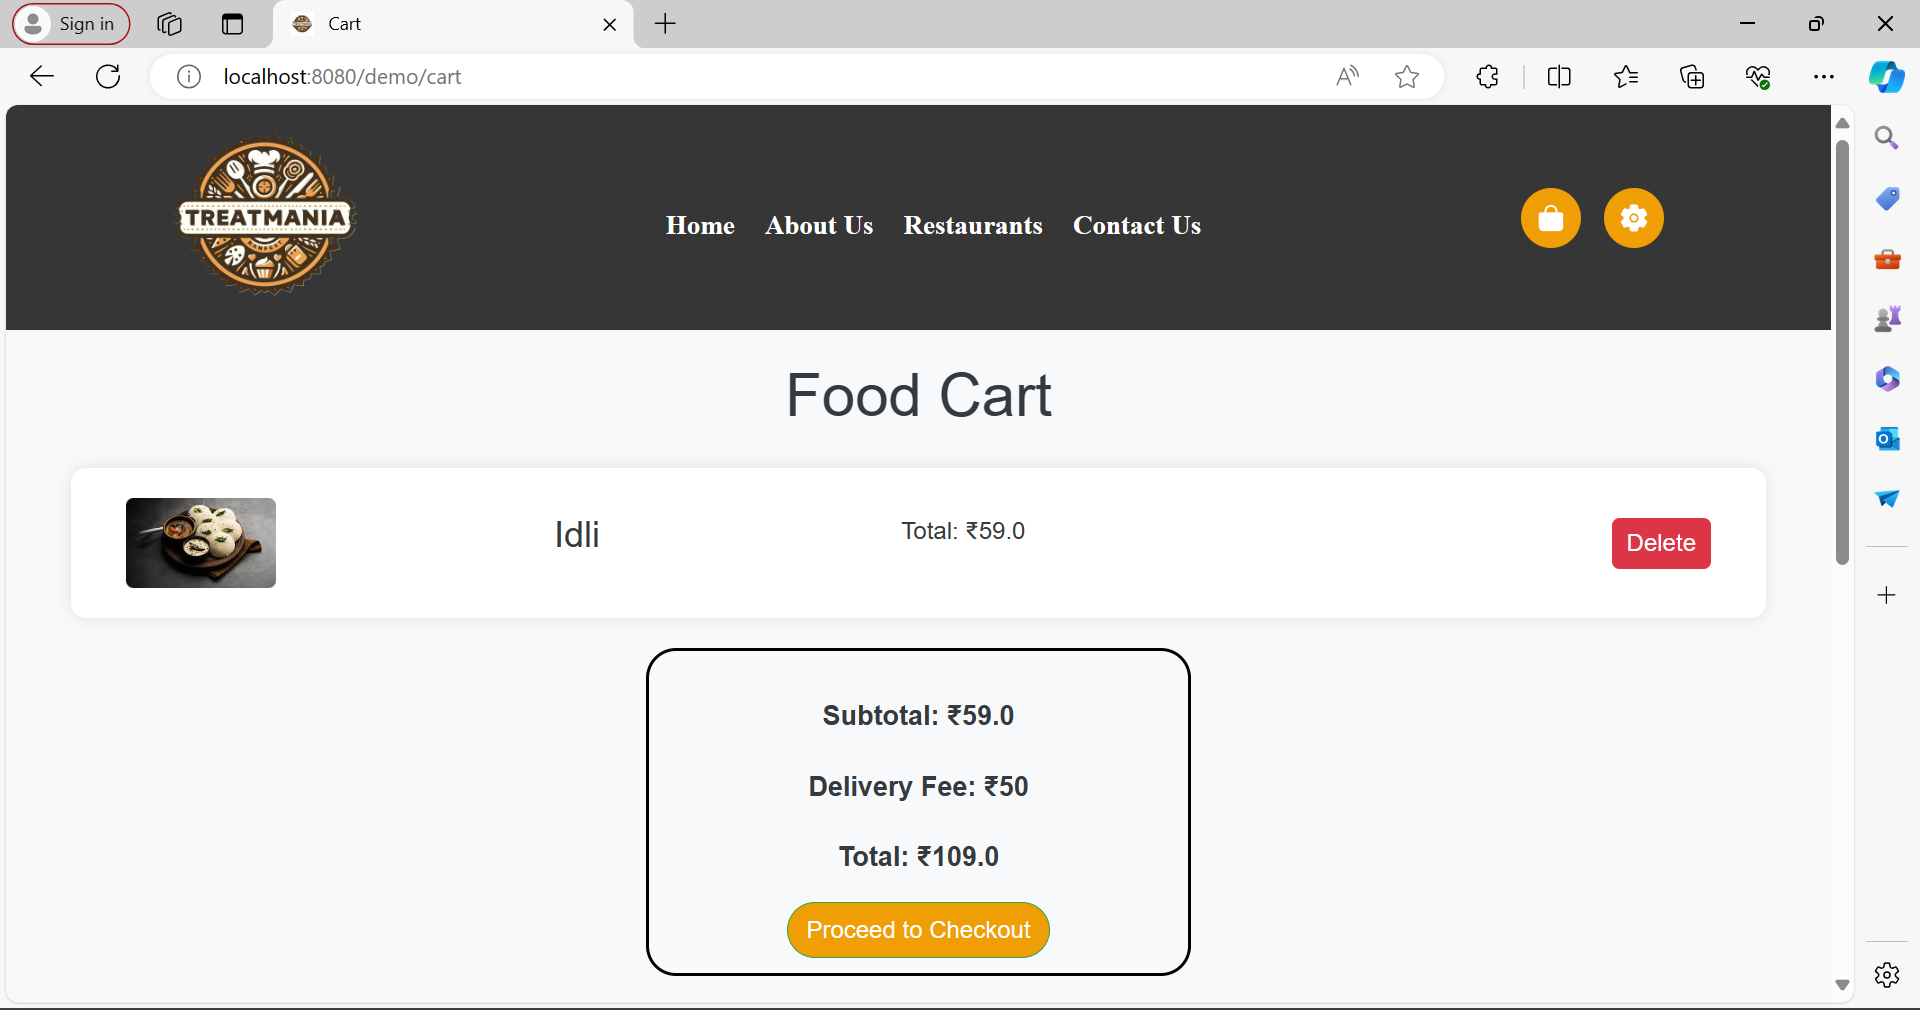 Sign in
Cart
localhost:8080/demo/cart
TREATMANIA
Home About Us Restaurants Contact Us
Food Cart
Idli
Total: ₹59.0
Delete
Subtotal: ₹59.0
Delivery Fee: ₹50
Total: ₹109.0
Proceed to Checkout